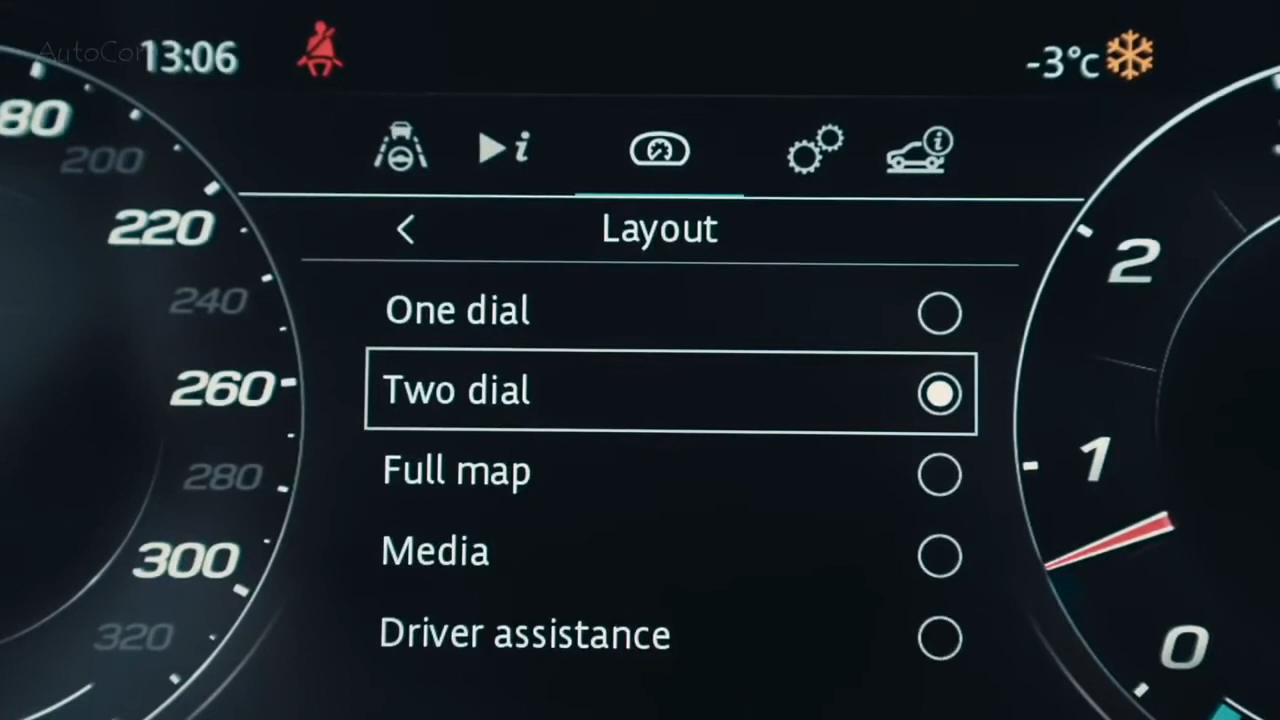 13:06
-3°c
80
200
220
240
260
280
300
320
i
i
Layout
One dial
Two dial
Full map
Media
Driver assistance
2
1
0